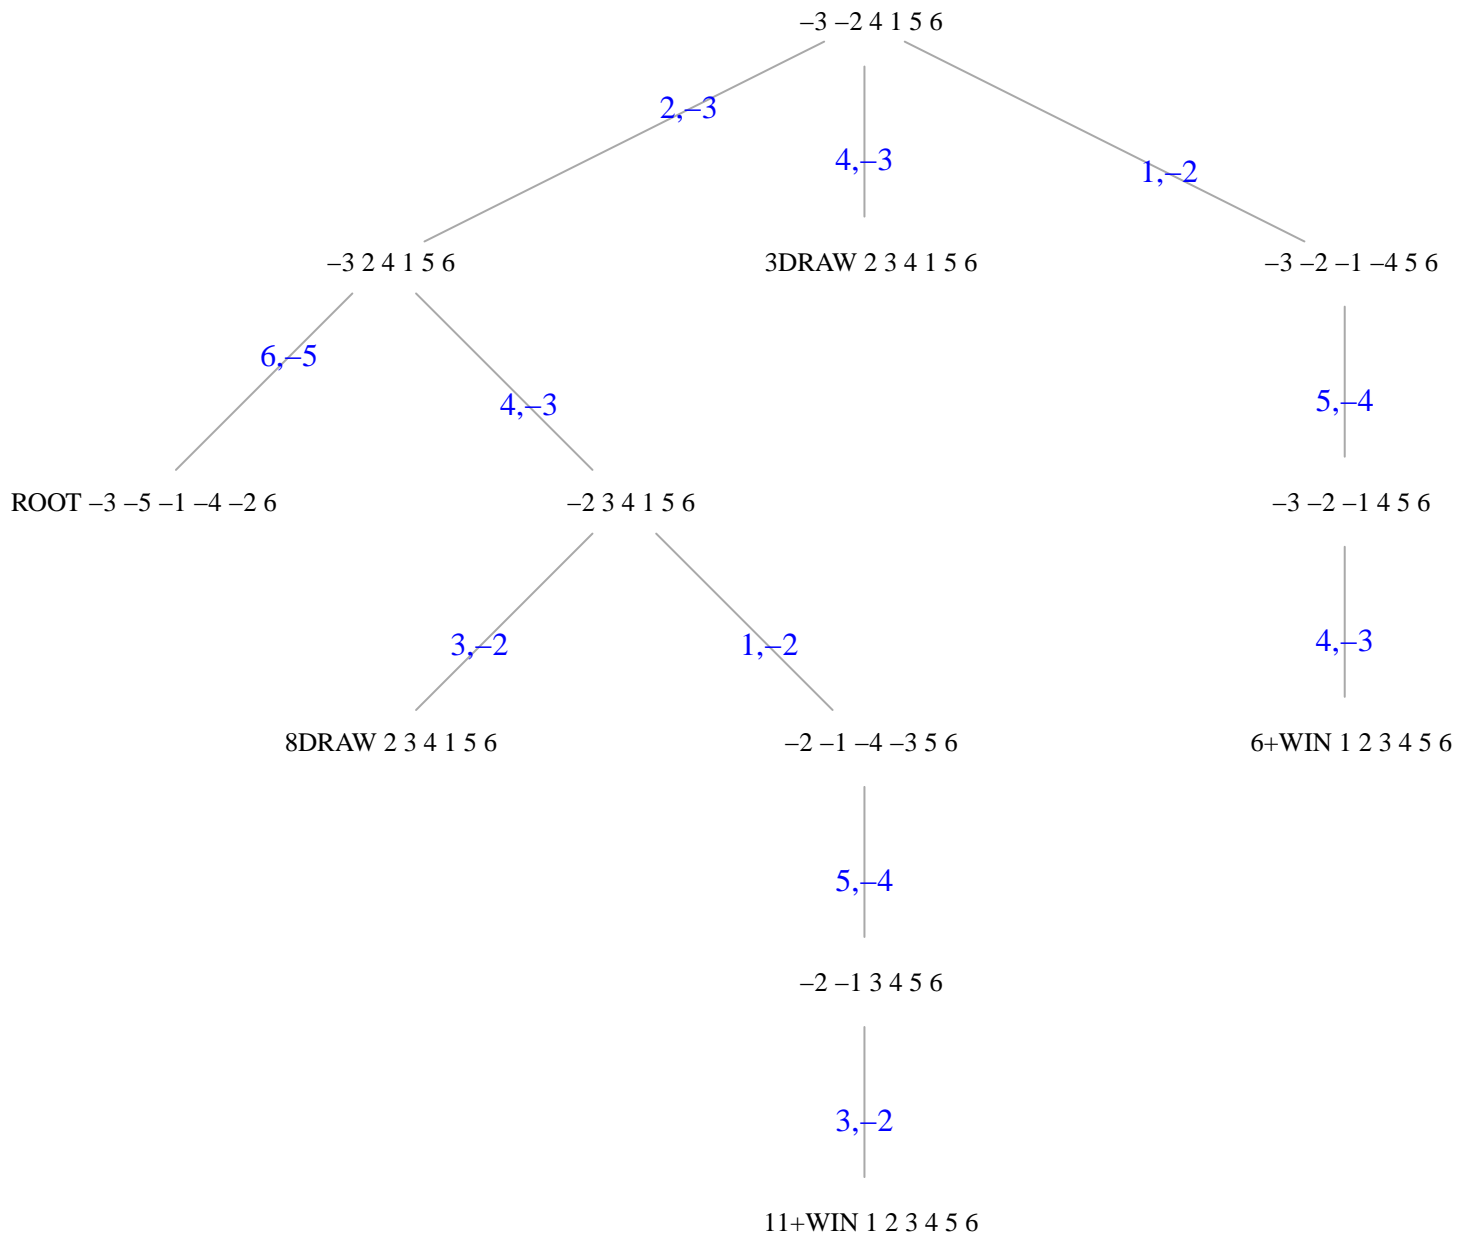 –3 –2 4 1 5 6
2,–3
4,–3
1,–2
–3 2 4 1 5 6
3DRAW 2 3 4 1 5 6
–3 –2 –1 –4 5 6
6,–5
4,–3
5,–4
ROOT –3 –5 –1 –4 –2 6
–2 3 4 1 5 6
–3 –2 –1 4 5 6
3,–2
1,–2
4,–3
8DRAW 2 3 4 1 5 6
–2 –1 –4 –3 5 6
6+WIN 1 2 3 4 5 6
5,–4
–2 –1 3 4 5 6
3,–2
11+WIN 1 2 3 4 5 6